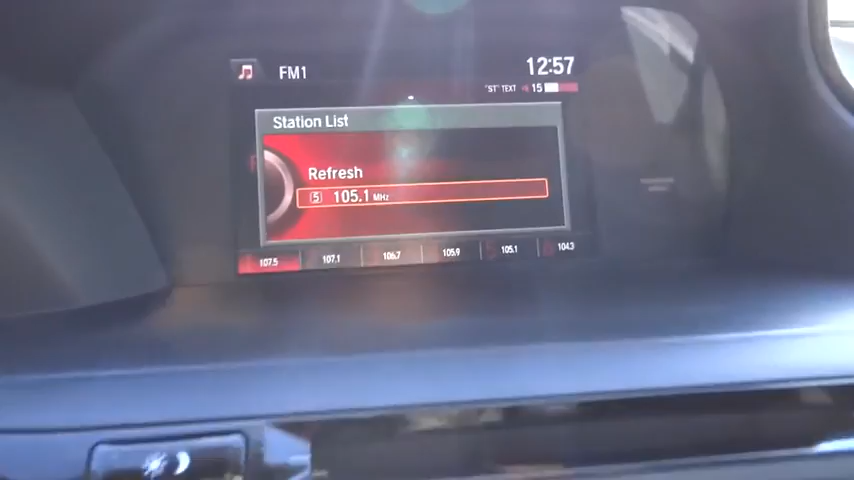 FM1
12:57
"ST" TEXT 15
Station List
Refresh
5 105.1 MHz
107.5 107.1 106.7 105.9 105.1 104.3